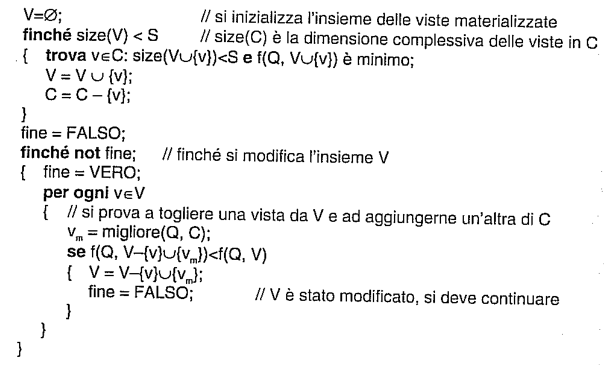 V=∅; // si inizializza l'insieme delle viste materializzate
finché size(V) < S // size(C) è la dimensione complessiva delle viste in C
{ trova v∈C: size(V∪{v})<S e f(Q, V∪{v}) è minimo;
V = V ∪ {v};
C = C – {v};
}
fine = FALSO;
finché not fine; // finché si modifica l'insieme V
{ fine = VERO;
per ogni v∈V
{ // si prova a togliere una vista da V e ad aggiungerne un'altra di C
vₘ = migliore(Q, C);
se f(Q, V–{v}∪{vₘ})<f(Q, V)
{ V = V–{v}∪{vₘ};
fine = FALSO; // V è stato modificato, si deve continuare
}
}
}